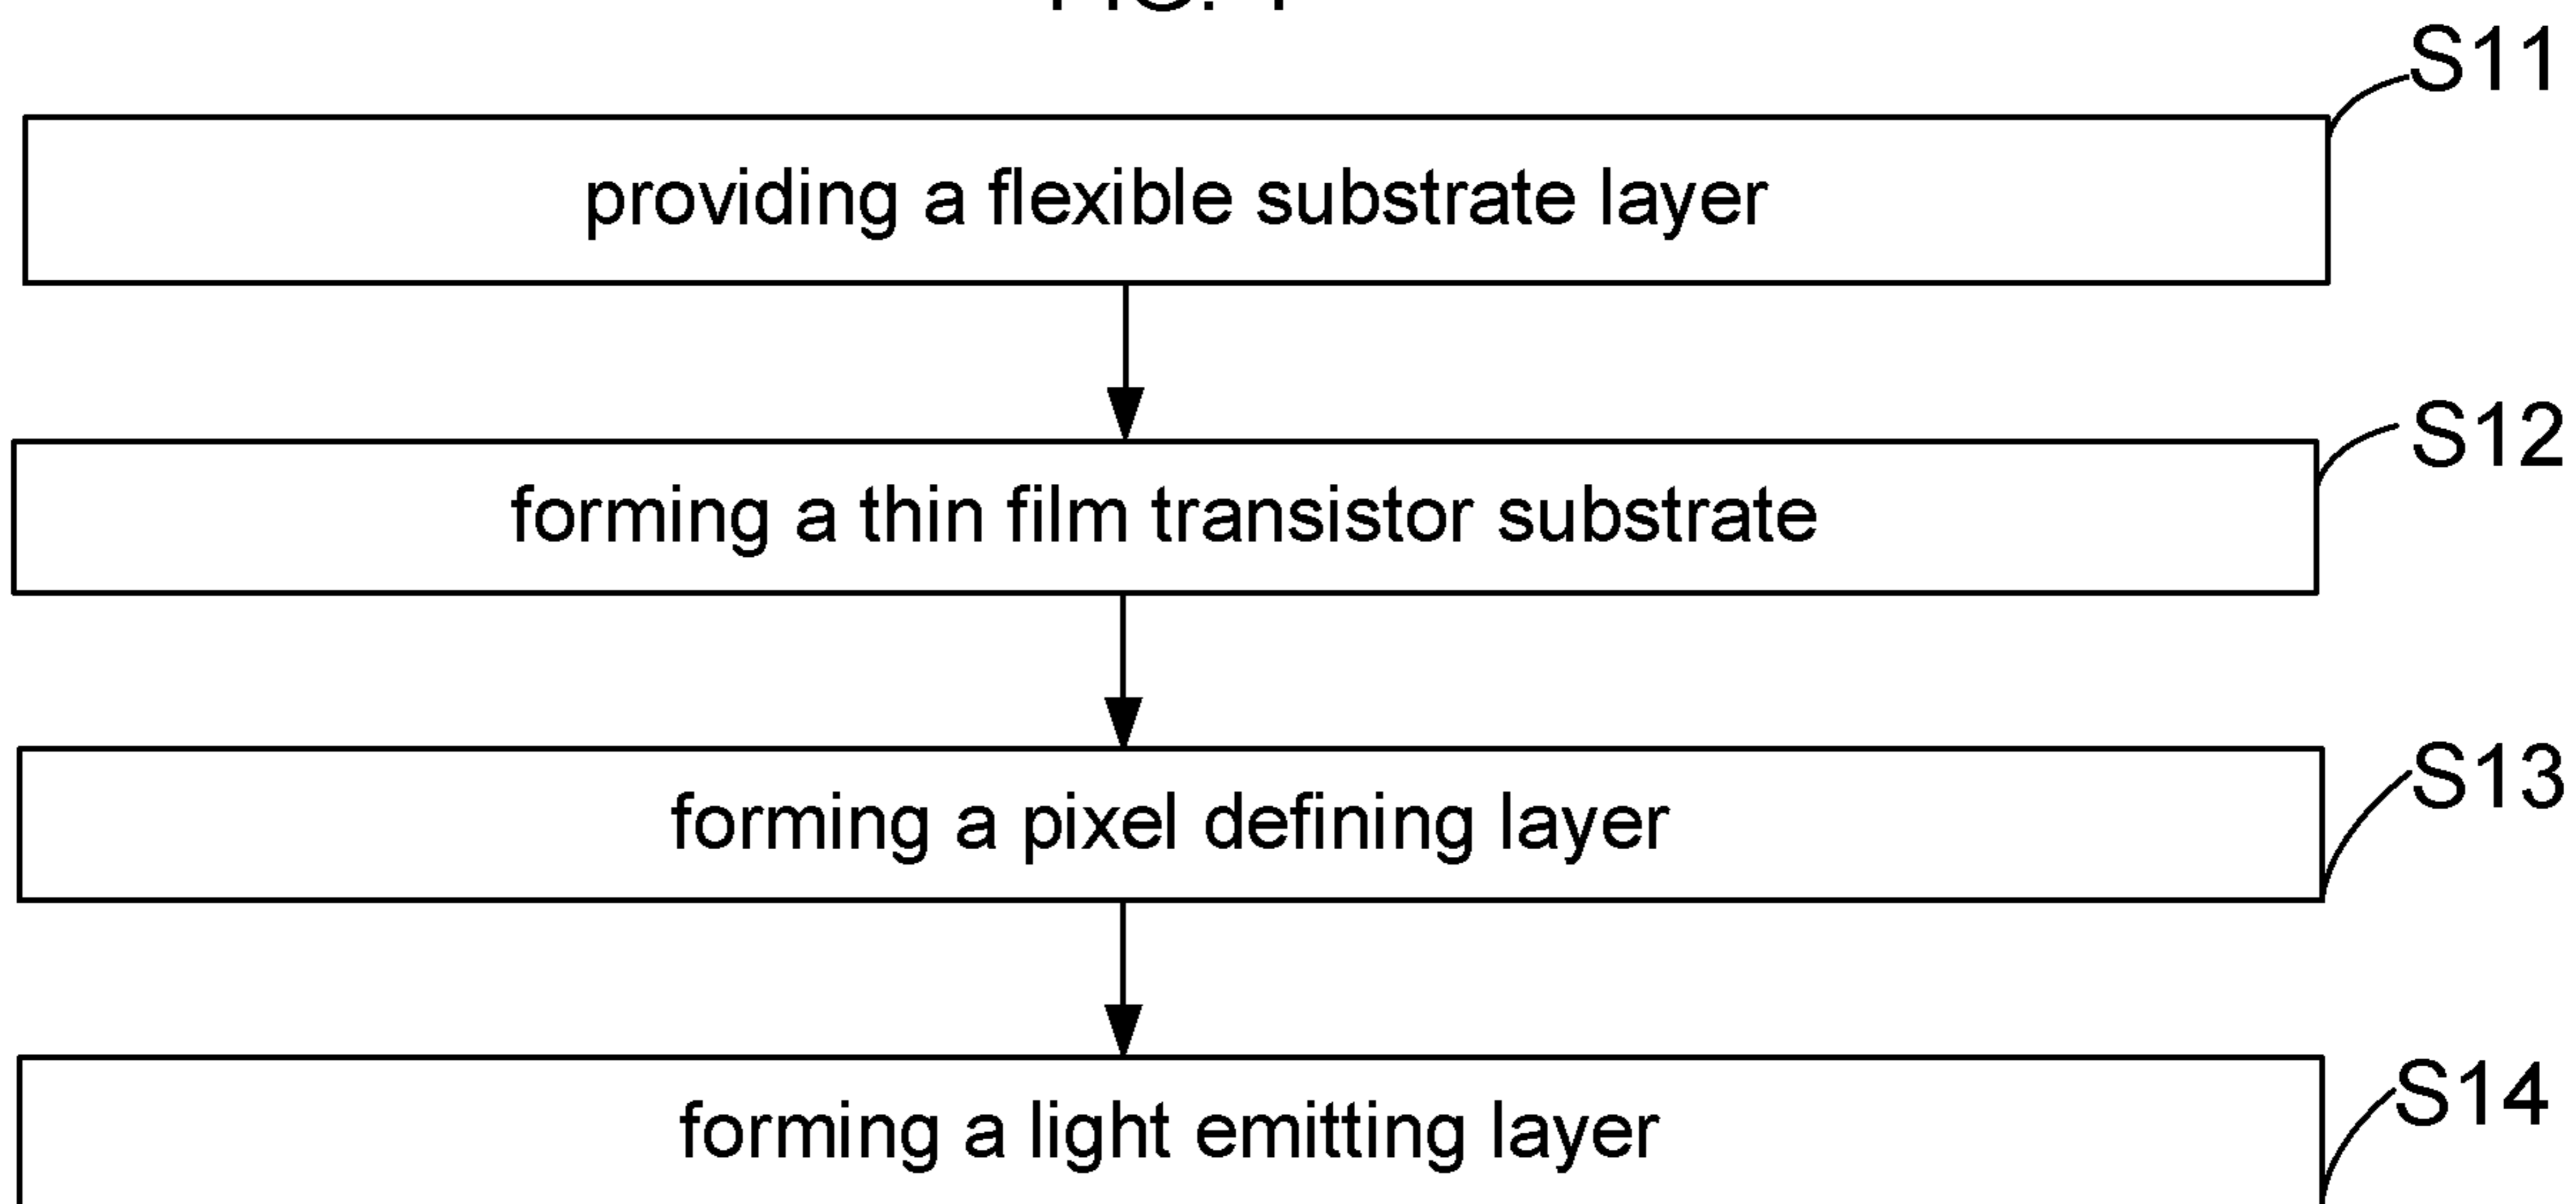 S11
providing a flexible substrate layer
S12
forming a thin film transistor substrate
S13
forming a pixel defining layer
S14
forming a light emitting layer